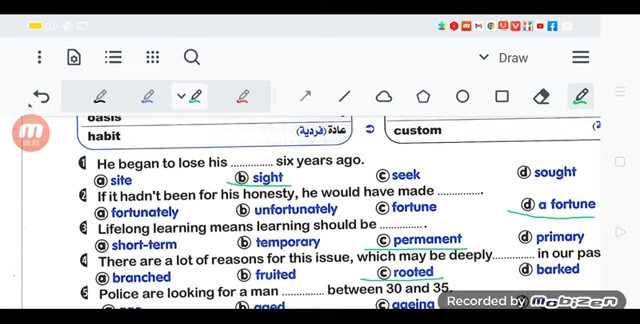 Draw
03:33
oasis
habit عادة (فردية) custom
1 He began to lose his ............ six years ago.
a site b sight c seek d sought
2 If it hadn't been for his honesty, he would have made ............ .
a fortunately b unfortunately c fortune d a fortune
3 Lifelong learning means learning should be ............ .
a short-term b temporary c permanent d primary
4 There are a lot of reasons for this issue, which may be deeply............ in our pas
a branched b fruited c rooted d barked
5 Police are looking for a man ............ between 30 and 35.
b aged c ageing
Recorded by mobizen